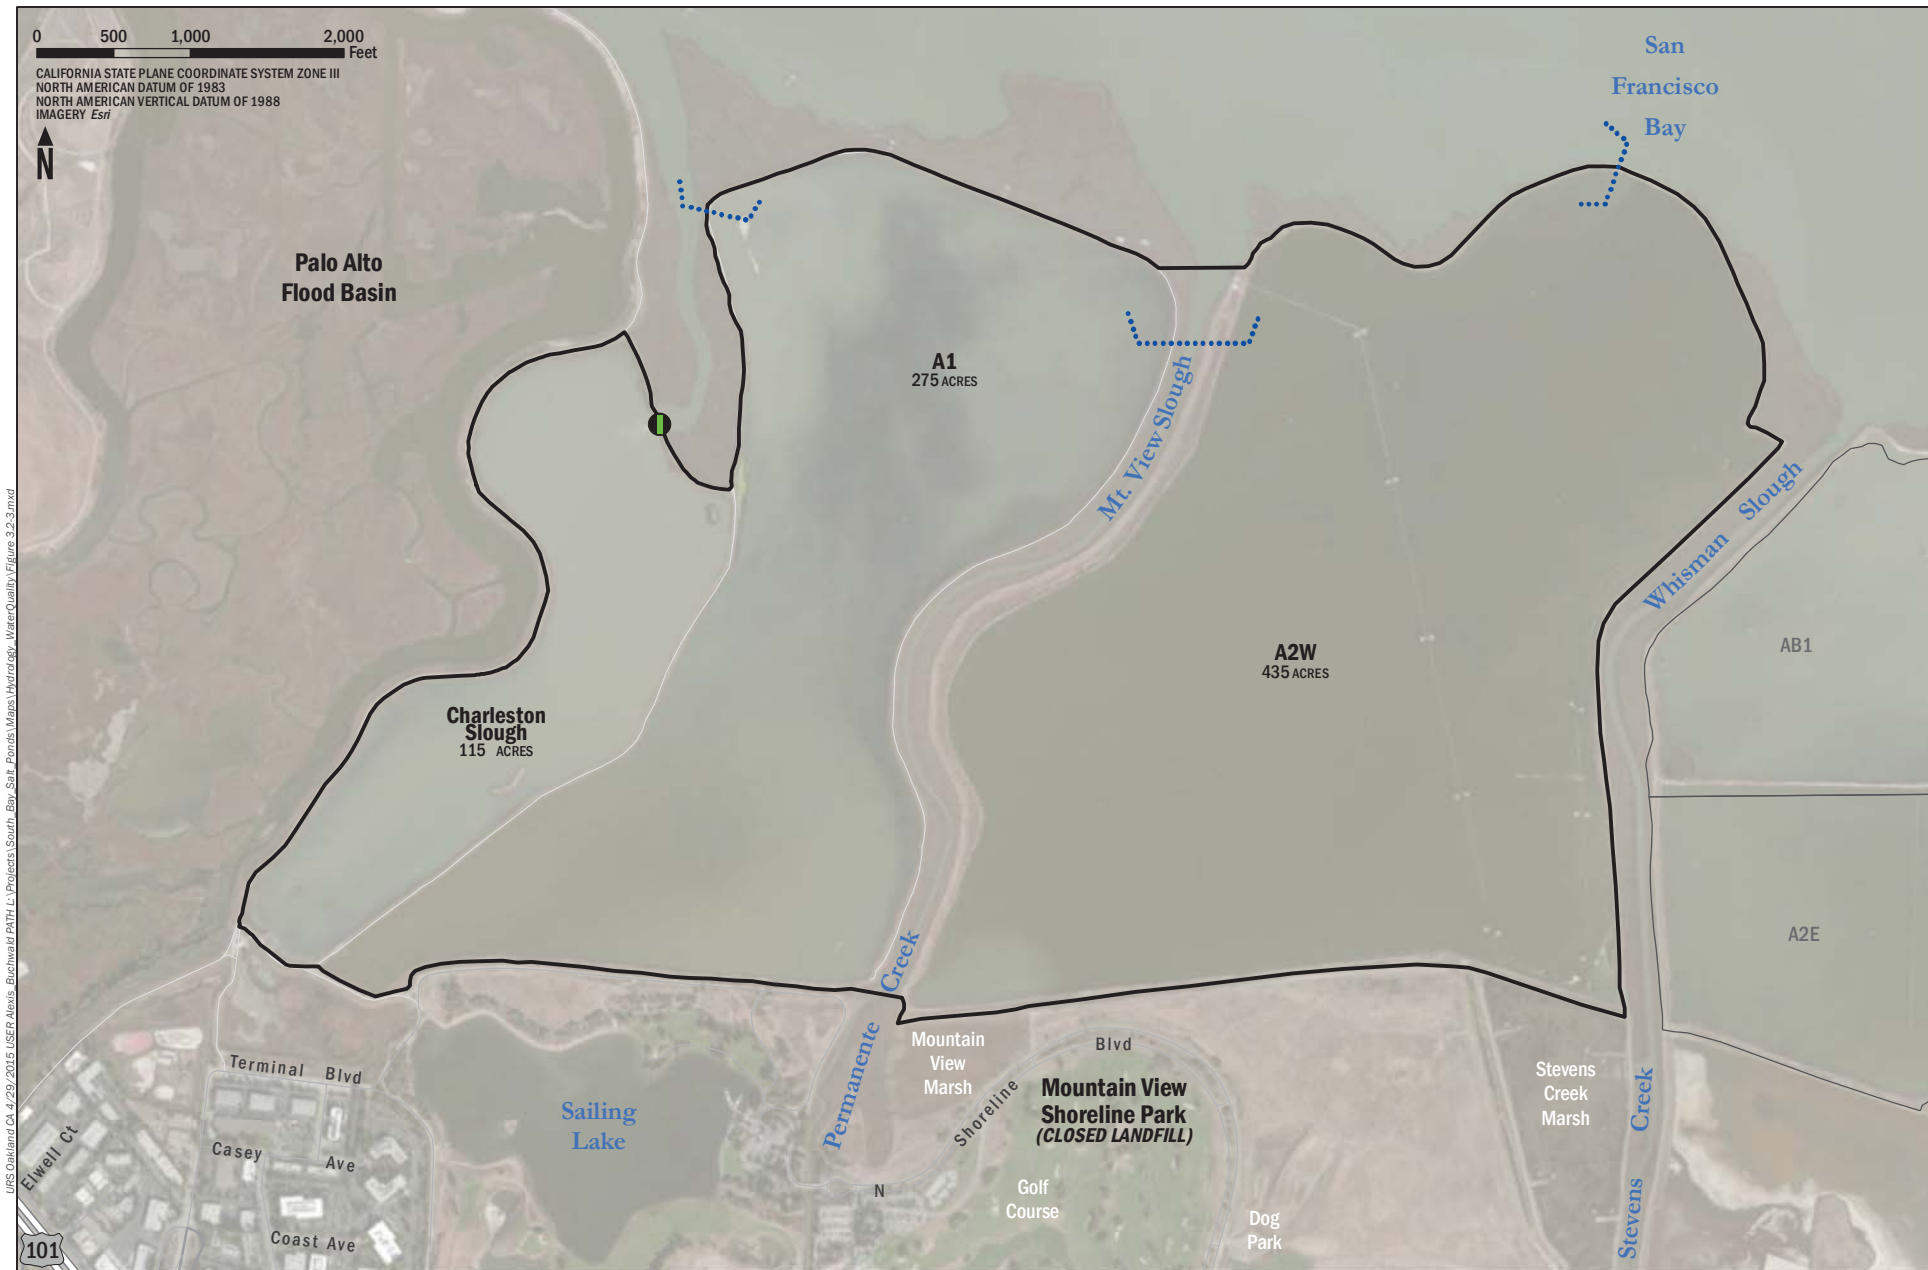 0 500 1,000 2,000
Feet
CALIFORNIA STATE PLANE COORDINATE SYSTEM ZONE III
NORTH AMERICAN DATUM OF 1983
NORTH AMERICAN VERTICAL DATUM OF 1988
IMAGERY Esri
N
San
Francisco
Bay
Palo Alto
Flood Basin
A1
275 ACRES
Mt. View Slough
Whisman Slough
A2W
435 ACRES
AB1
Charleston
Slough
115 ACRES
A2E
Permanente Creek
Mountain
View
Marsh
Shoreline Blvd
N
Mountain View
Shoreline Park
(CLOSED LANDFILL)
Stevens
Creek
Marsh
Stevens Creek
Sailing
Lake
Terminal Blvd
Casey Ave
Elwell Ct
Coast Ave
101
Golf
Course
Dog
Park
URS Oakland CA 4/29/2015 USER Alexis_Buchwald PATH L:\Projects\South_Bay_Salt_Ponds\Maps\Hydrology_WaterQuality\Figure 3.2-3.mxd